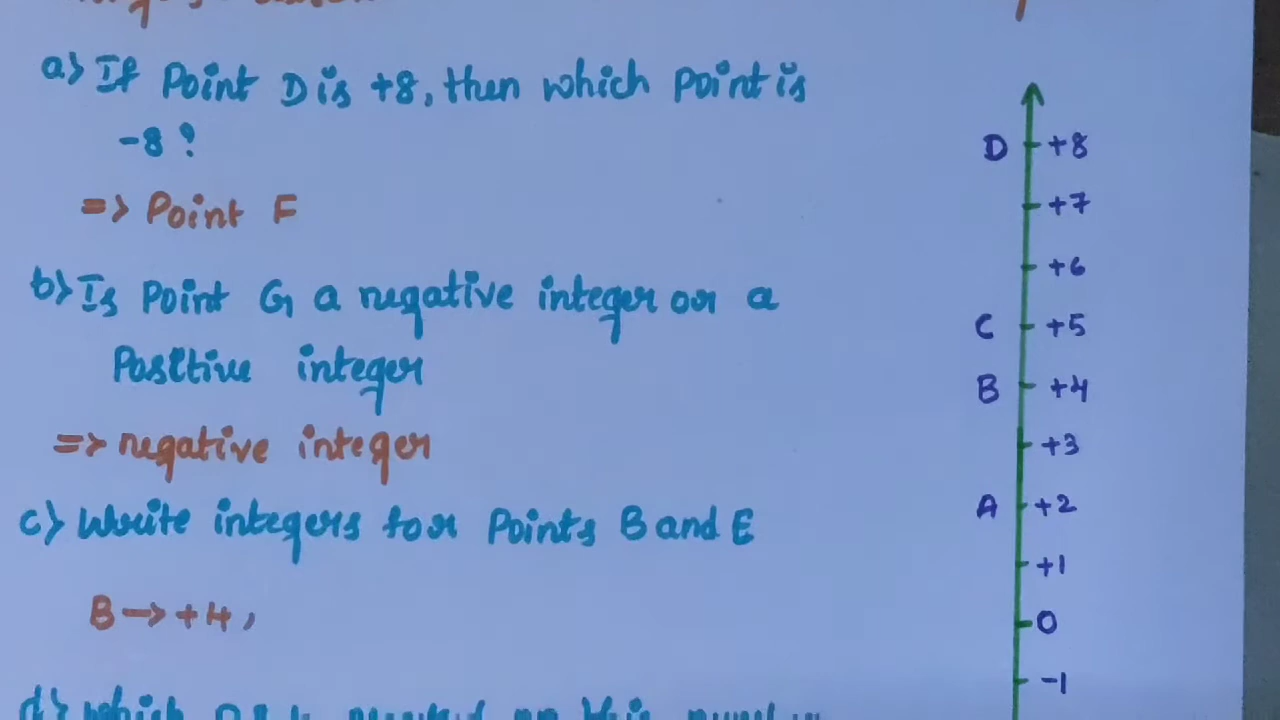 a) If Point D is +8, then which point is
-8?
=> Point F
b) Is Point G a negative integer or a
Positive integer
=> negative integer
c) Write integers for Points B and E
B → +4,
d) which
D +8
+7
+6
C +5
B +4
+3
A +2
+1
0
-1